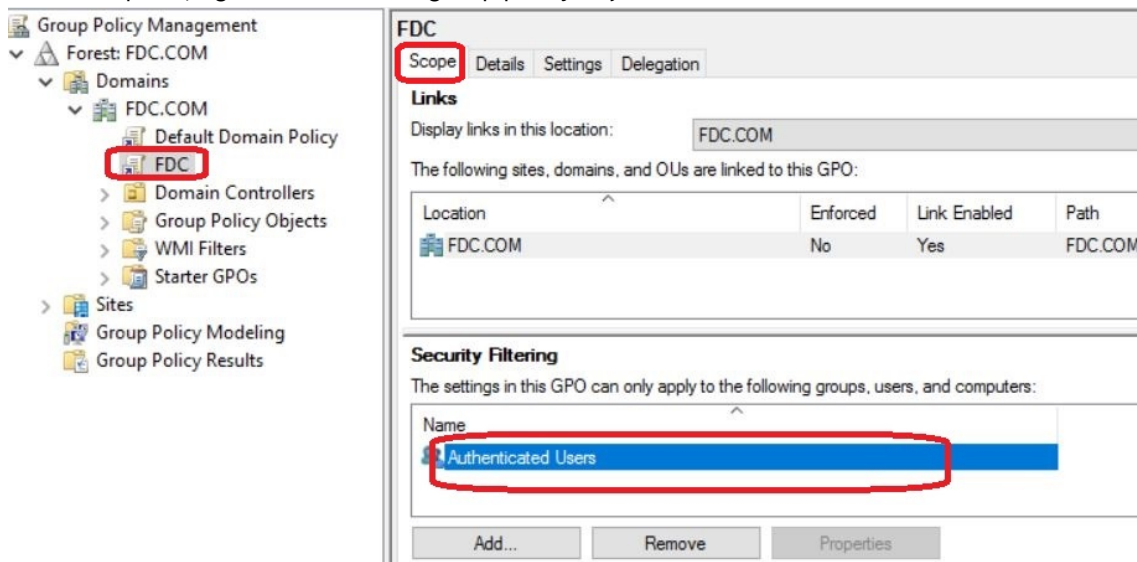 Group Policy Management
Forest: FDC.COM
Domains
FDC.COM
Default Domain Policy
FDC
Domain Controllers
Group Policy Objects
WMI Filters
Starter GPOs
Sites
Group Policy Modeling
Group Policy Results
FDC
Scope Details Settings Delegation
Links
Display links in this location: FDC.COM
The following sites, domains, and OUs are linked to this GPO:
Location Enforced Link Enabled Path
FDC.COM No Yes FDC.COM
Security Filtering
The settings in this GPO can only apply to the following groups, users, and computers:
Name
Authenticated Users
Add... Remove Properties